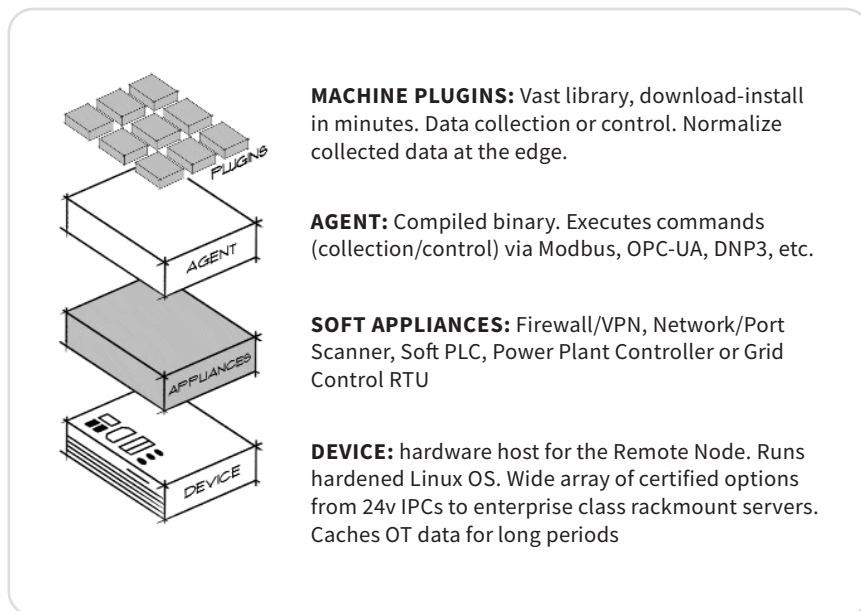 MACHINE PLUGINS: Vast library, download-install
in minutes. Data collection or control. Normalize
collected data at the edge.
PLUGINS
AGENT: Compiled binary. Executes commands
(collection/control) via Modbus, OPC-UA, DNP3, etc.
AGENT
SOFT APPLIANCES: Firewall/VPN, Network/Port
Scanner, Soft PLC, Power Plant Controller or Grid
Control RTU
APPLIANCES
DEVICE: hardware host for the Remote Node. Runs
hardened Linux OS. Wide array of certified options
from 24v IPCs to enterprise class rackmount servers.
Caches OT data for long periods
DEVICE